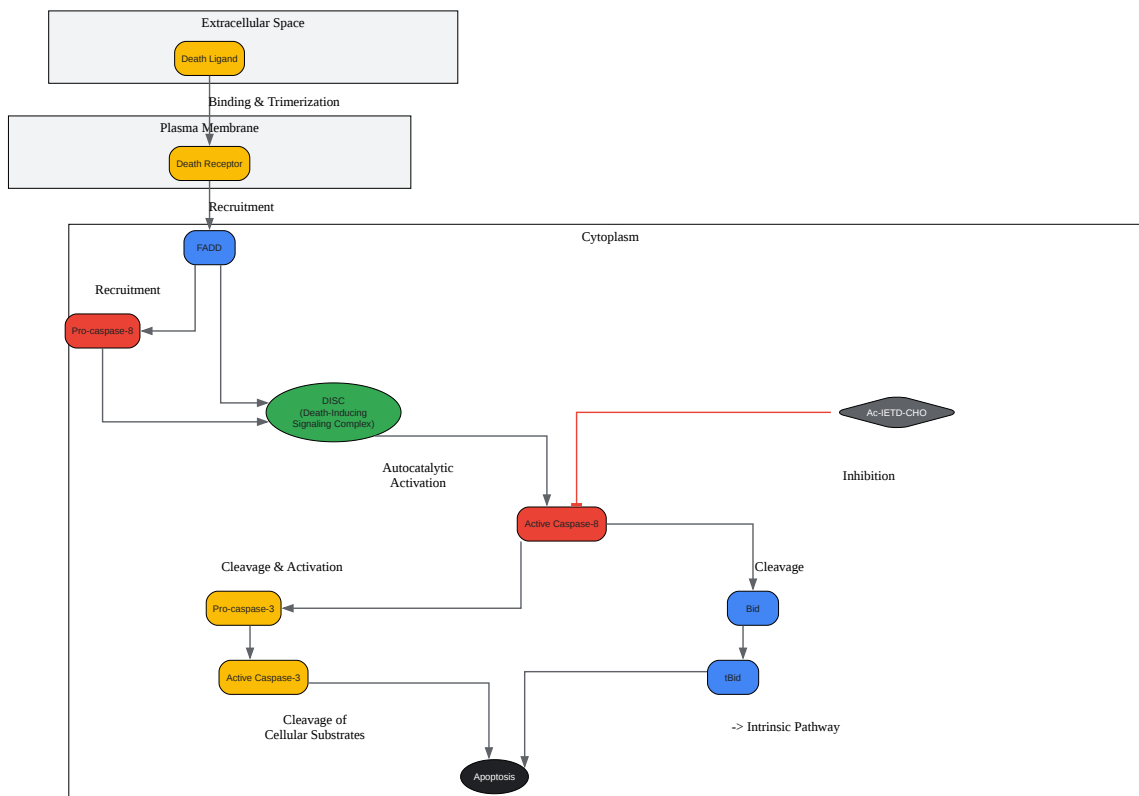 Extracellular Space
Death Ligand
Binding & Trimerization
Plasma Membrane
Death Receptor
Recruitment
Cytoplasm
FADD
Recruitment
Pro-caspase-8
DISC
(Death-Inducing
Signaling Complex)
Ac-IETD-CHO
Autocatalytic
Activation
Inhibition
Active Caspase-8
Cleavage & Activation
Cleavage
Pro-caspase-3
Bid
Active Caspase-3
tBid
Cleavage of
Cellular Substrates
-> Intrinsic Pathway
Apoptosis